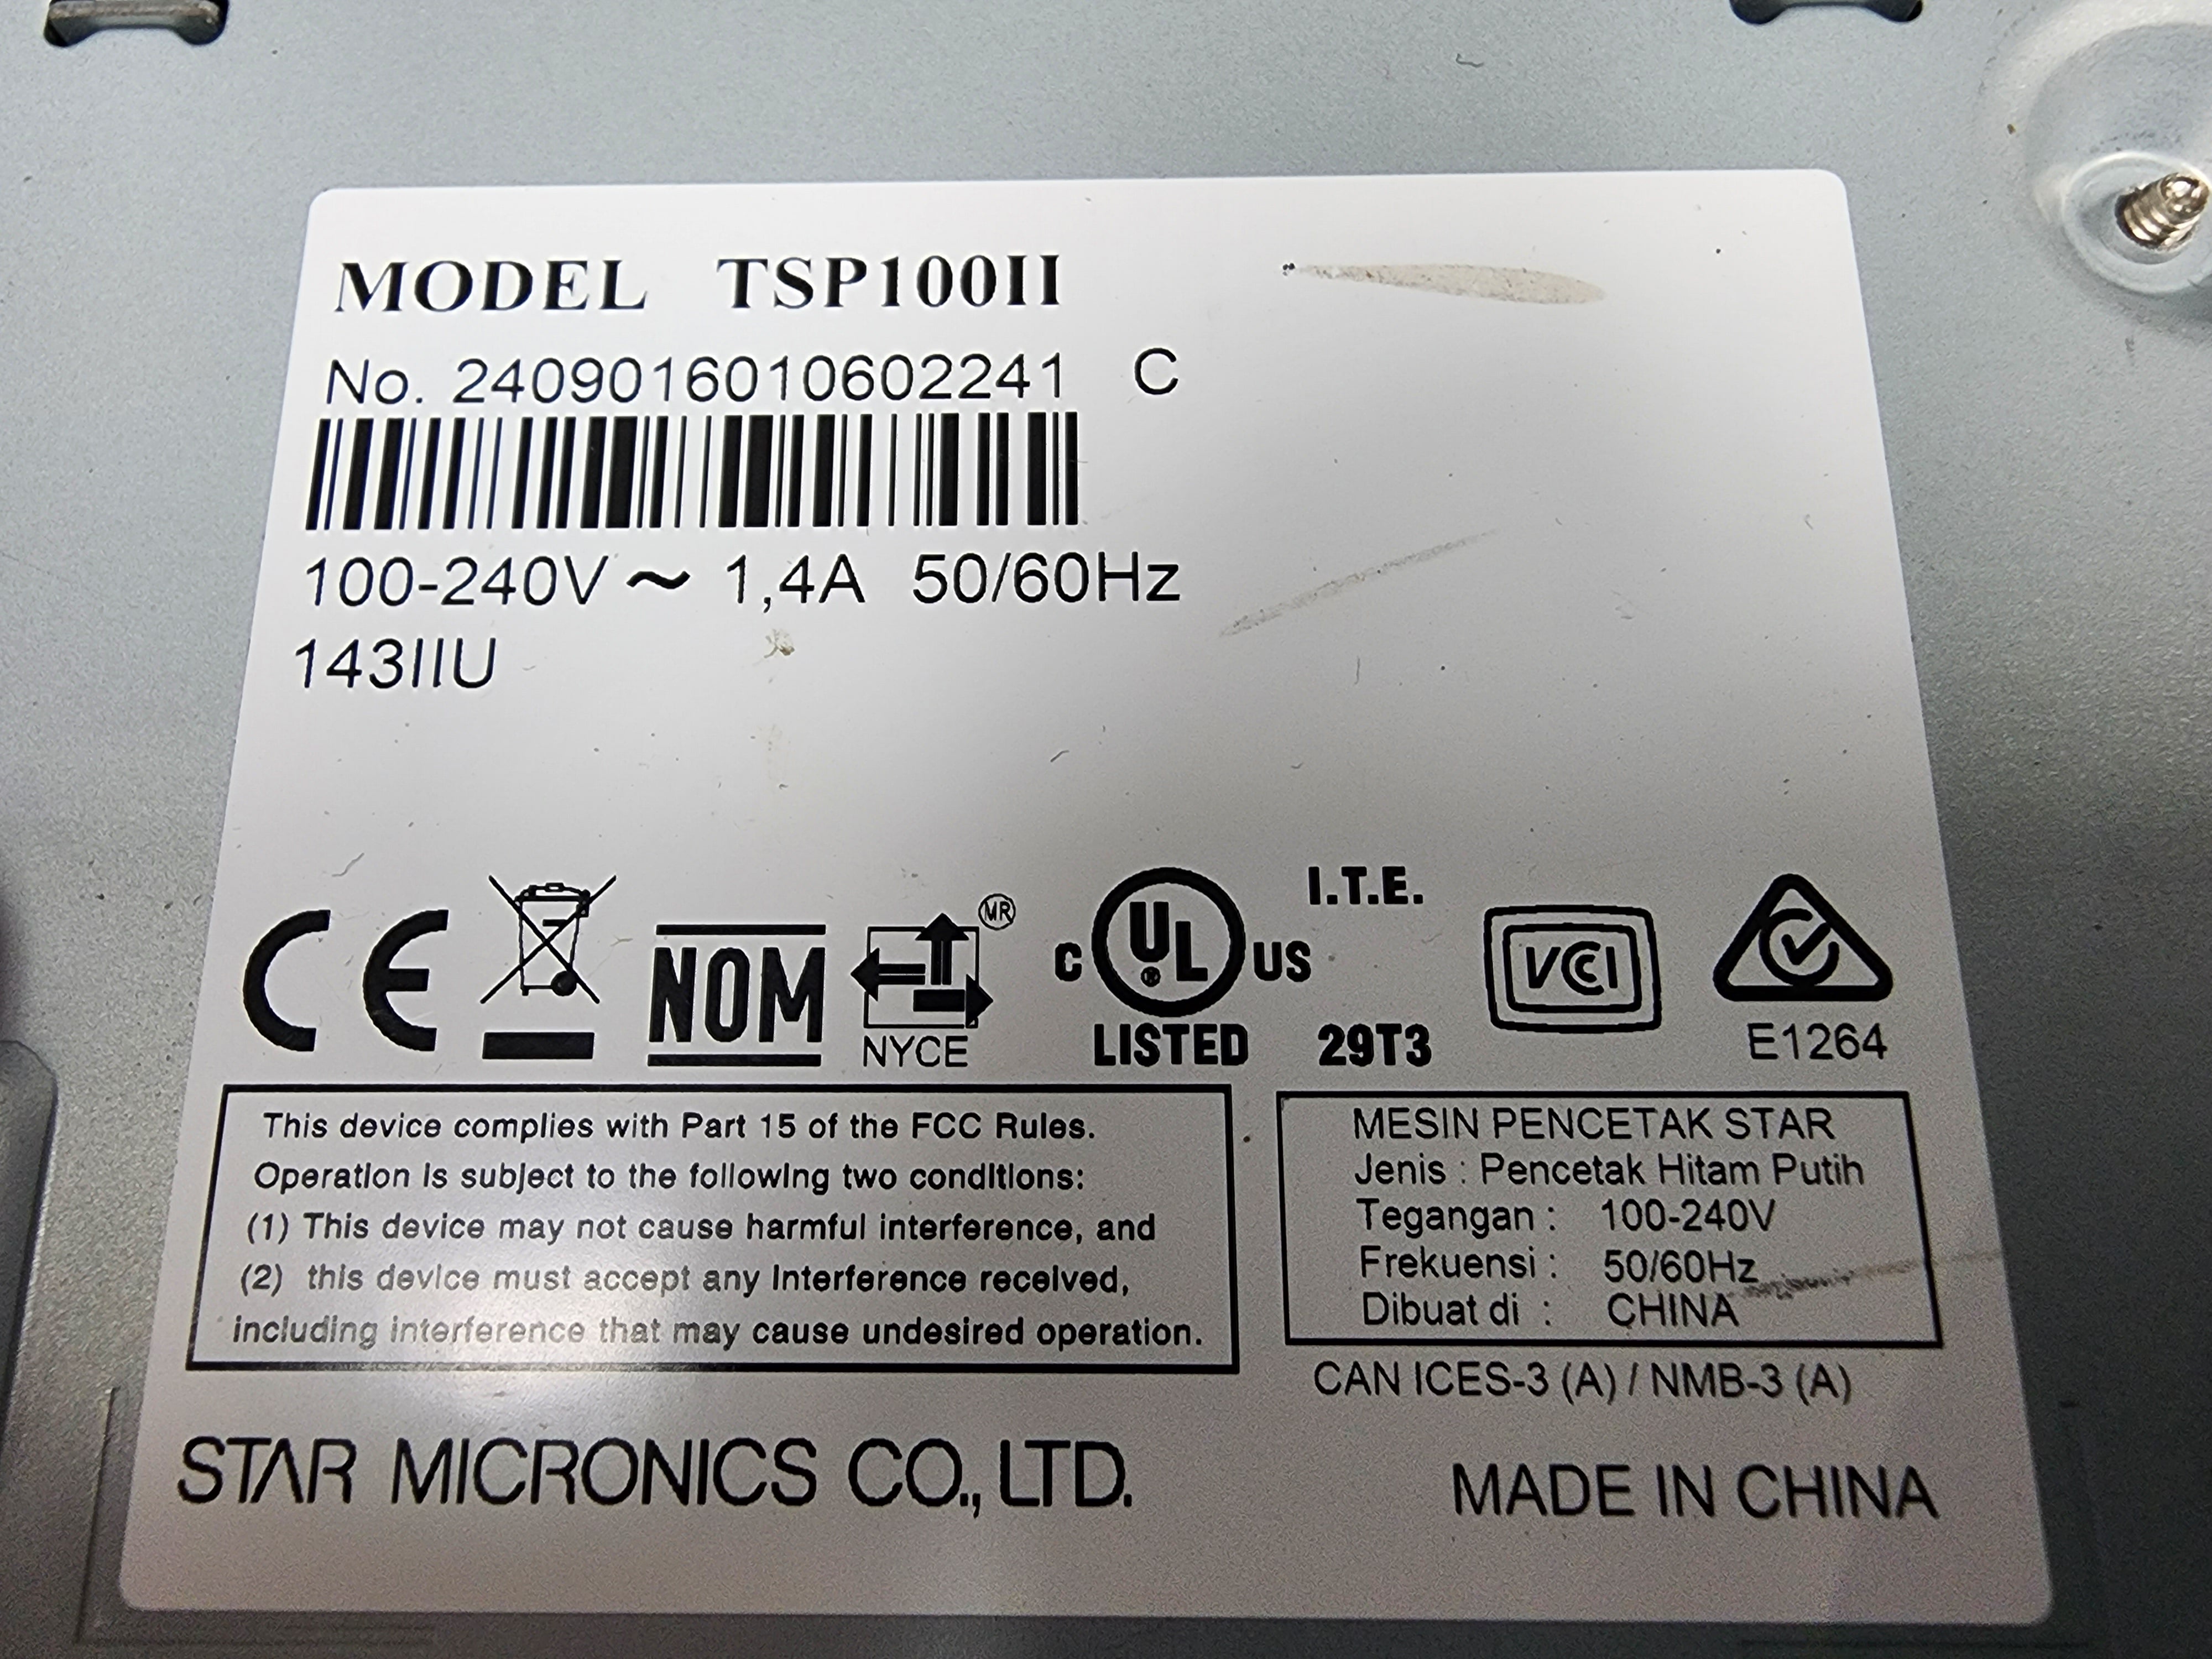 MODEL TSP100II
No. 2409016010602241 C
100-240V ~ 1,4A 50/60Hz
143IIU
CE
NOM
MR
NYCE
C UL ® US
LISTED
I.T.E.
29T3
VCCI
E1264
This device complies with Part 15 of the FCC Rules.
Operation is subject to the following two conditions:
(1) This device may not cause harmful interference, and
(2) this device must accept any interference received,
including interference that may cause undesired operation.
MESIN PENCETAK STAR
Jenis : Pencetak Hitam Putih
Tegangan : 100-240V
Frekuensi : 50/60Hz
Dibuat di : CHINA
CAN ICES-3 (A) / NMB-3 (A)
STAR MICRONICS CO., LTD.
MADE IN CHINA